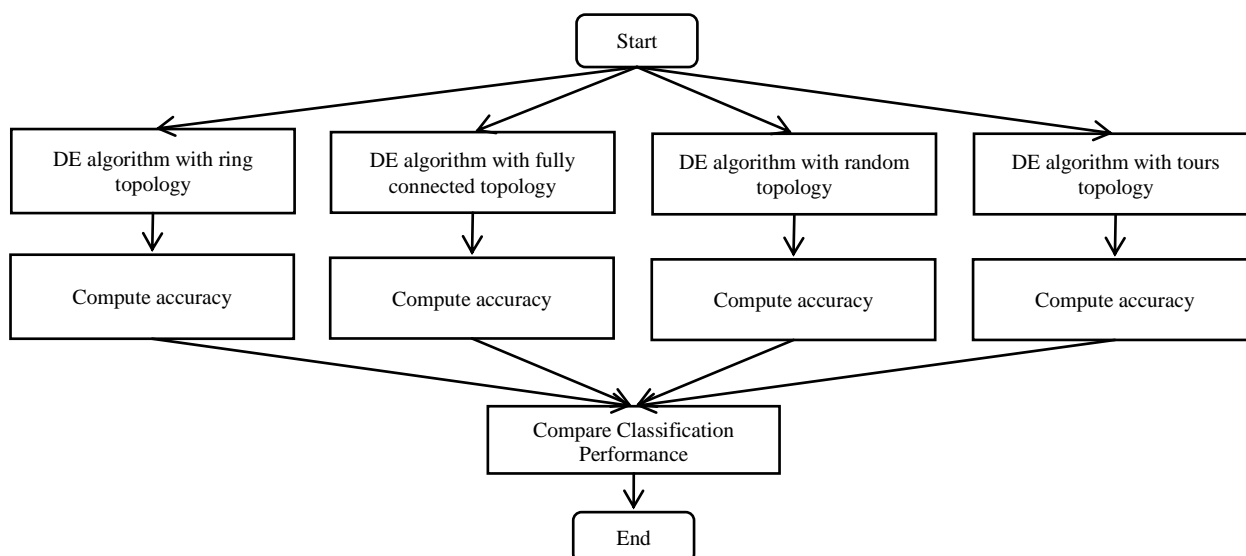 Start
DE algorithm with ring
topology
DE algorithm with fully
connected topology
DE algorithm with random
topology
DE algorithm with tours
topology
Compute accuracy
Compute accuracy
Compute accuracy
Compute accuracy
Compare Classification
Performance
End